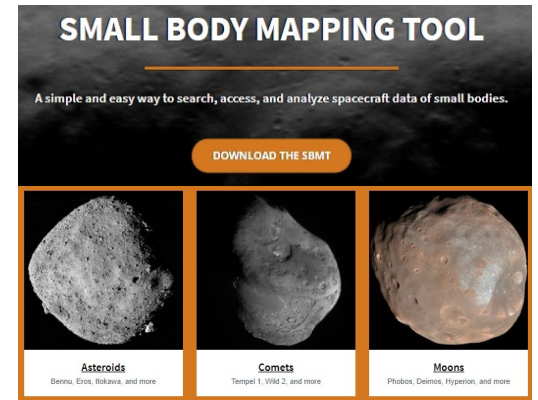 SMALL BODY MAPPING TOOL
A simple and easy way to search, access, and analyze spacecraft data of small bodies.
DOWNLOAD THE SBMT
Asteroids
Bennu, Eros, Itokawa, and more
Comets
Tempel 1, Wild 2, and more
Moons
Phobos, Deimos, Hyperion, and more